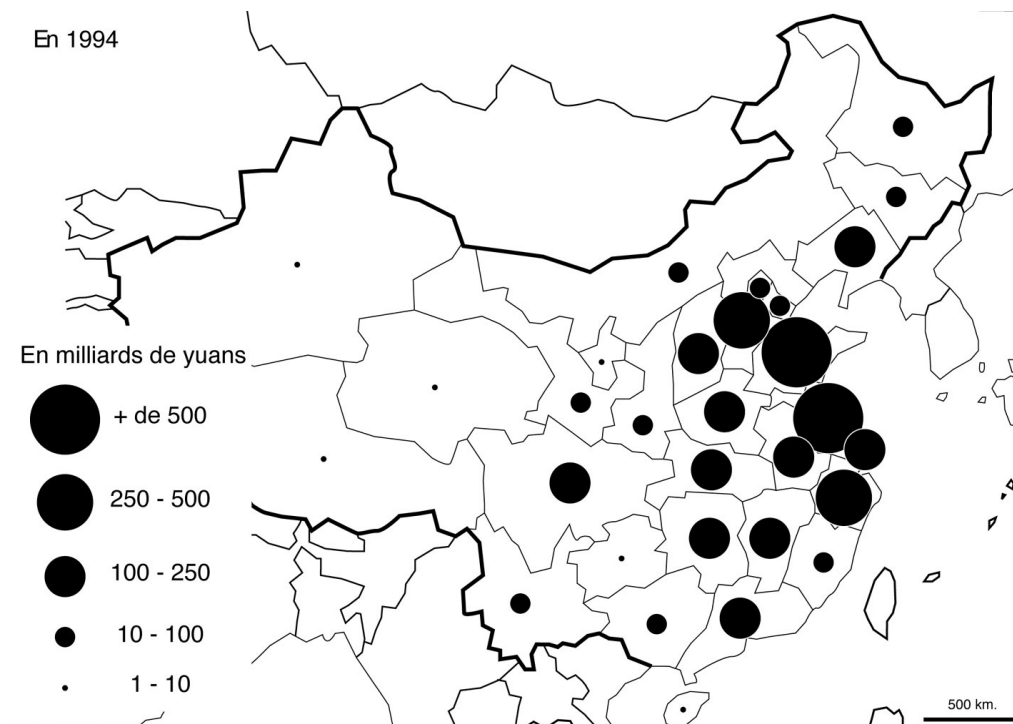 En 1994
En milliards de yuans
+ de 500
250 - 500
100 - 250
10 - 100
1 - 10
500 km.